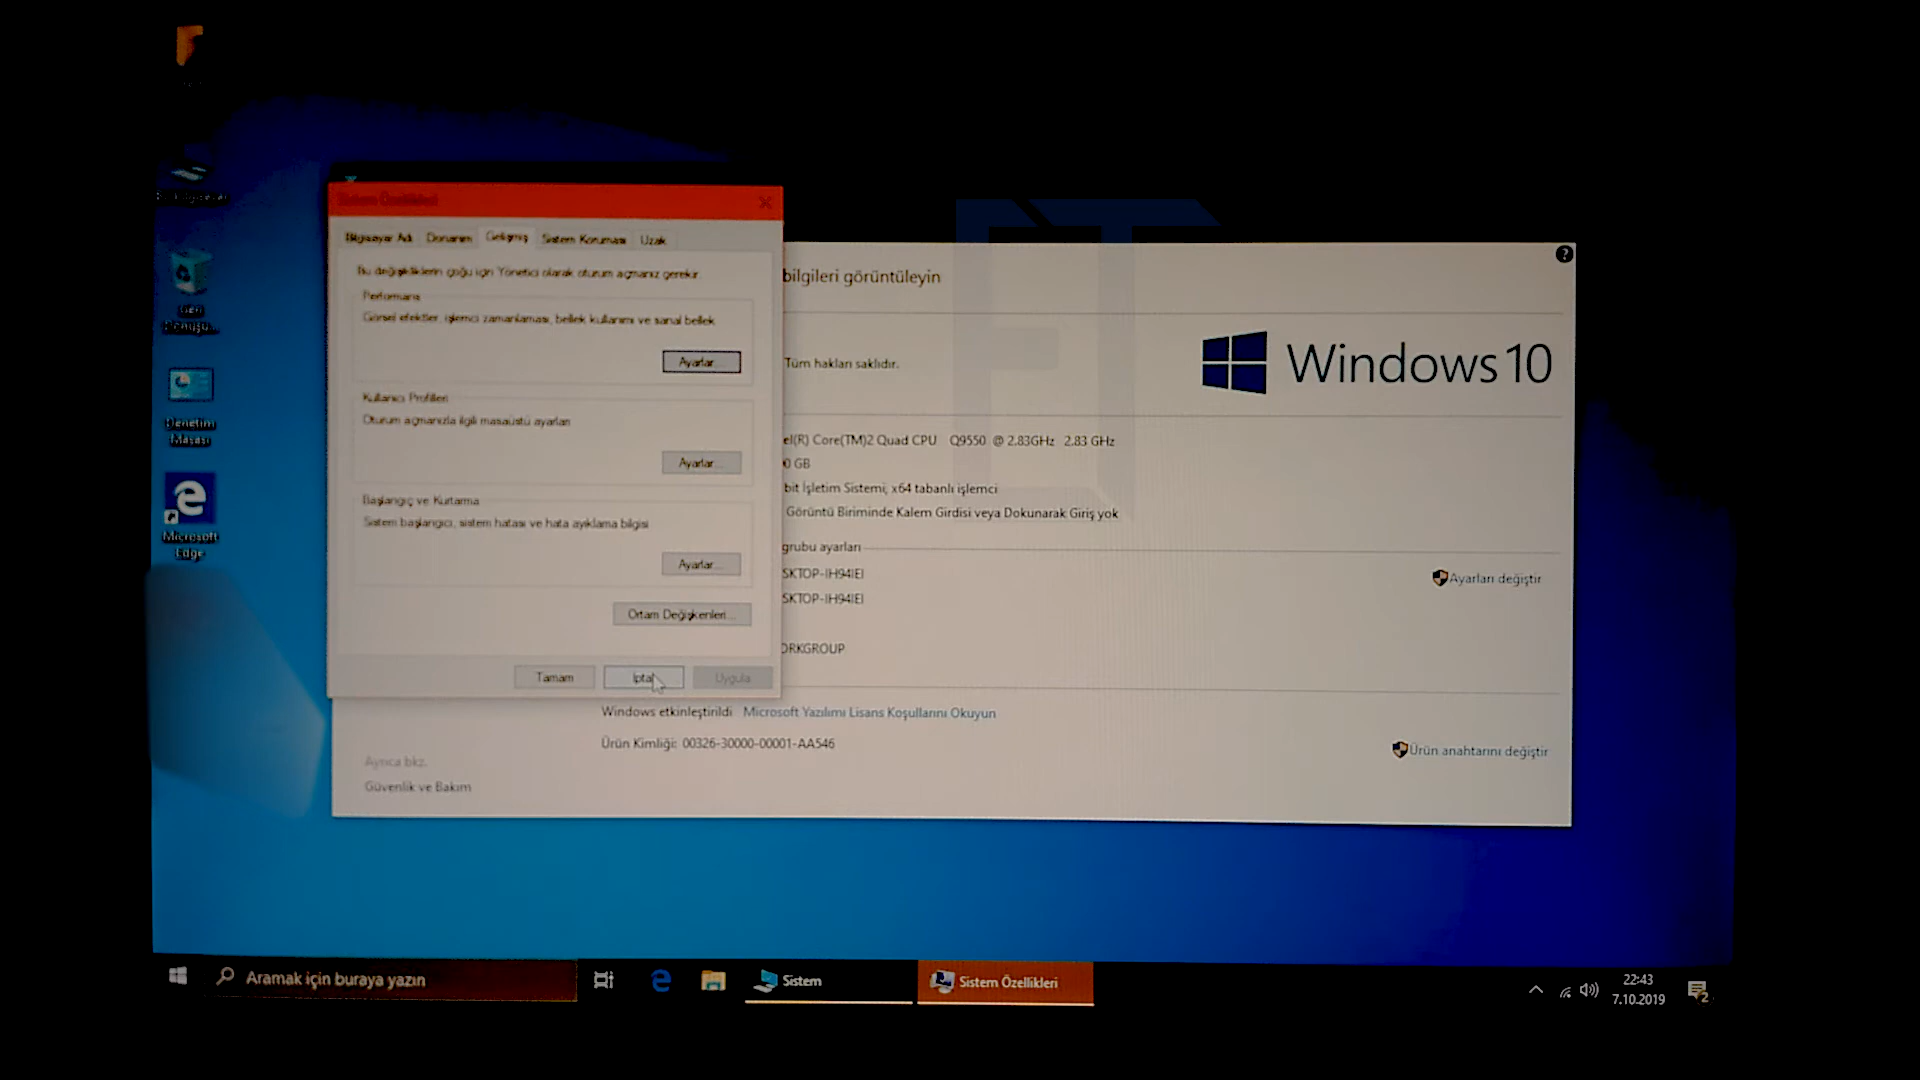 Sistem Özellikleri
Bilgisayar Adı Donanım Gelişmiş Sistem Koruması Uzak
Bu değişikliklerin çoğu için Yönetici olarak oturum açmanız gerekir.
Performans
Görsel efektler, işlemci zamanlaması, bellek kullanımı ve sanal bellek
Ayarlar...
Kullanıcı Profilleri
Oturum açmanızla ilgili masaüstü ayarları
Ayarlar...
Başlangıç ve Kurtarma
Sistem başlangıcı, sistem hatası ve hata ayıklama bilgisi
Ayarlar...
Ortam Değişkenleri...
Tamam İptal Uygula
bilgileri görüntüleyin
Tüm hakları saklıdır.
Windows 10
el(R) Core(TM)2 Quad CPU Q9550 @ 2.83GHz 2.83 GHz
0 GB
bit İşletim Sistemi, x64 tabanlı işlemci
Görüntü Biriminde Kalem Girdisi veya Dokunarak Giriş yok
grubu ayarları
SKTOP-IH94IEI
Ayarları değiştir
SKTOP-IH94IEI
ORKGROUP
Windows etkinleştirildi Microsoft Yazılımı Lisans Koşullarını Okuyun
Ürün Kimliği: 00326-30000-00001-AA546
Ürün anahtarını değiştir
Ayrıca bkz.
Güvenlik ve Bakım
Geri
Dönüşü...
Denetim
Masası
Microsoft
Edge
FT
Aramak için buraya yazın
Sistem
Sistem Özellikleri
22:43
7.10.2019
2